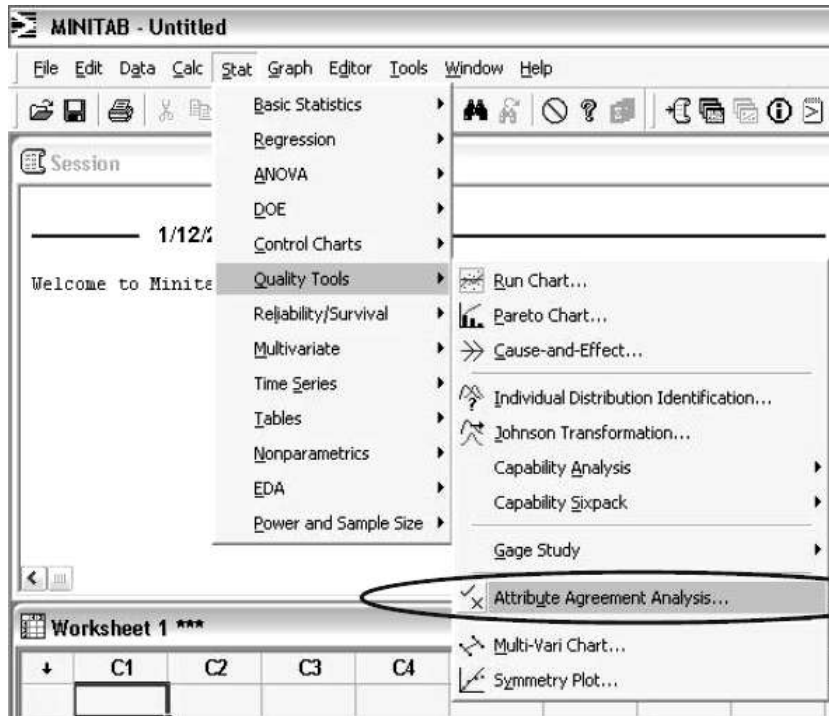 MINITAB - Untitled
File Edit Data Calc Stat Graph Editor Tools Window Help
Session
1/12/2
Welcome to Minita
Basic Statistics
Regression
ANOVA
DOE
Control Charts
Quality Tools
Reliability/Survival
Multivariate
Time Series
Tables
Nonparametrics
EDA
Power and Sample Size
Run Chart...
Pareto Chart...
Cause-and-Effect...
Individual Distribution Identification...
Johnson Transformation...
Capability Analysis
Capability Sixpack
Gage Study
Attribute Agreement Analysis...
Multi-Vari Chart...
Symmetry Plot...
Worksheet 1 ***
C1 C2 C3 C4